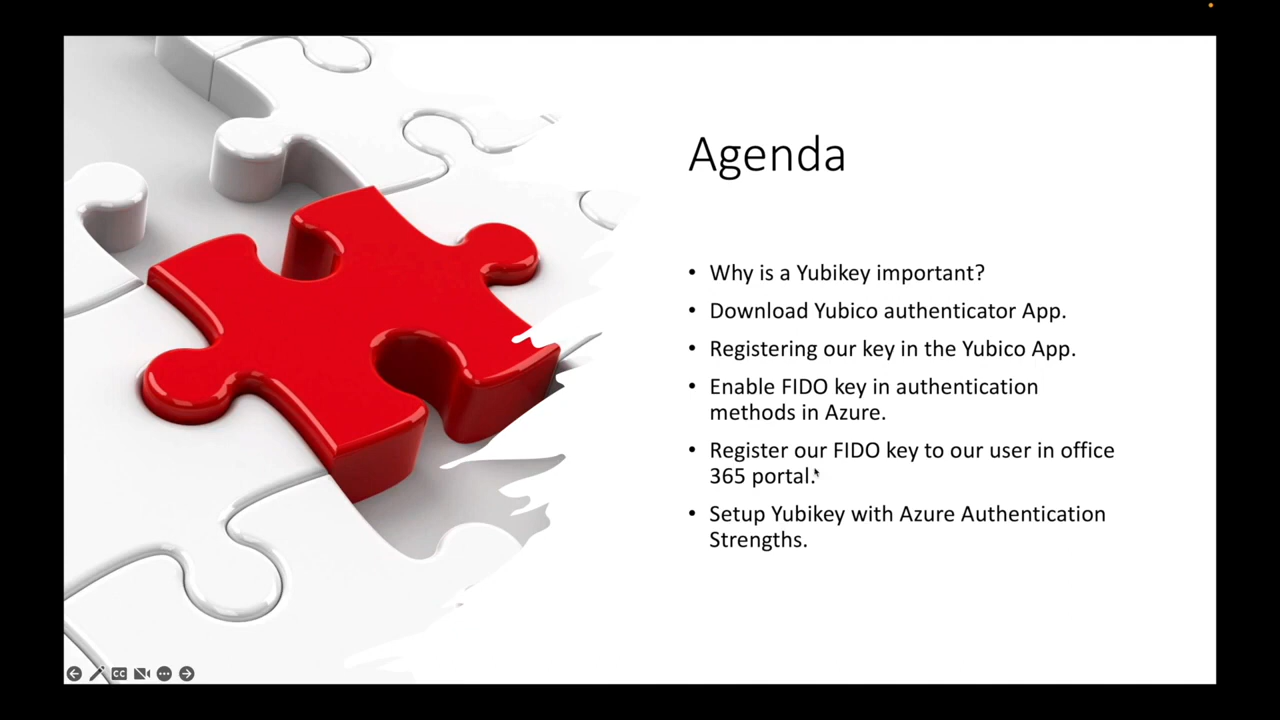 Agenda
• Why is a Yubikey important?
• Download Yubico authenticator App.
• Registering our key in the Yubico App.
• Enable FIDO key in authentication
methods in Azure.
• Register our FIDO key to our user in office
365 portal.
• Setup Yubikey with Azure Authentication
Strengths.
CC